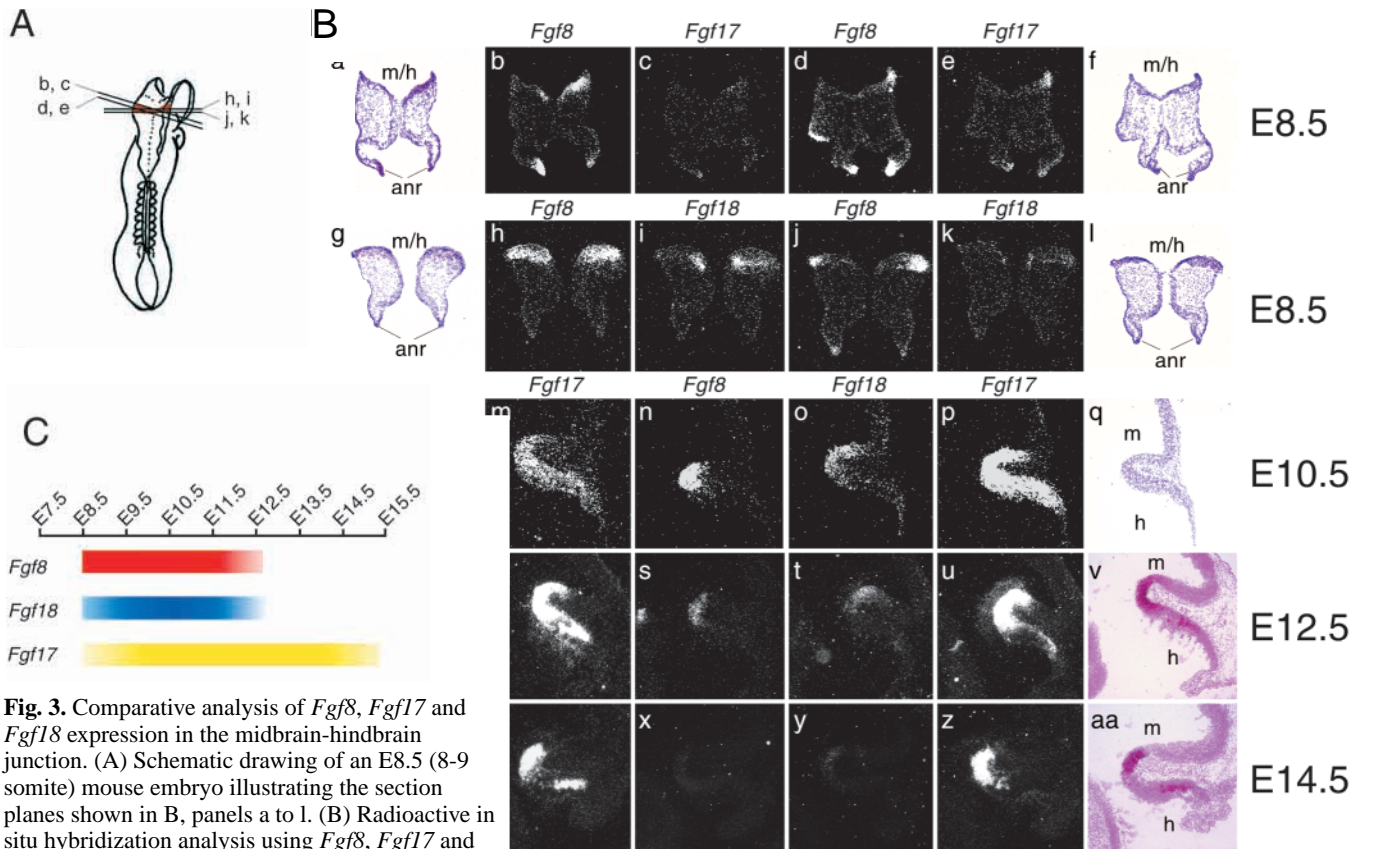 A
b, c
d, e
h, i
j, k
B
Fgf8 Fgf17 Fgf8 Fgf17
a b c d e f
m/h m/h
anr anr
E8.5
Fgf8 Fgf18 Fgf8 Fgf18
g h i j k l
m/h m/h
anr anr
E8.5
Fgf17 Fgf8 Fgf18 Fgf17
m n o p q
m
h
E10.5
s t u v
m
h
E12.5
x y z aa
m
h
E14.5
C
E7.5 E8.5 E9.5 E10.5 E11.5 E12.5 E13.5 E14.5 E15.5
Fgf8
Fgf18
Fgf17
Fig. 3. Comparative analysis of Fgf8, Fgf17 and
Fgf18 expression in the midbrain-hindbrain
junction. (A) Schematic drawing of an E8.5 (8-9
somite) mouse embryo illustrating the section
planes shown in B, panels a to l. (B) Radioactive in
situ hybridization analysis using Fgf8, Fgf17 and